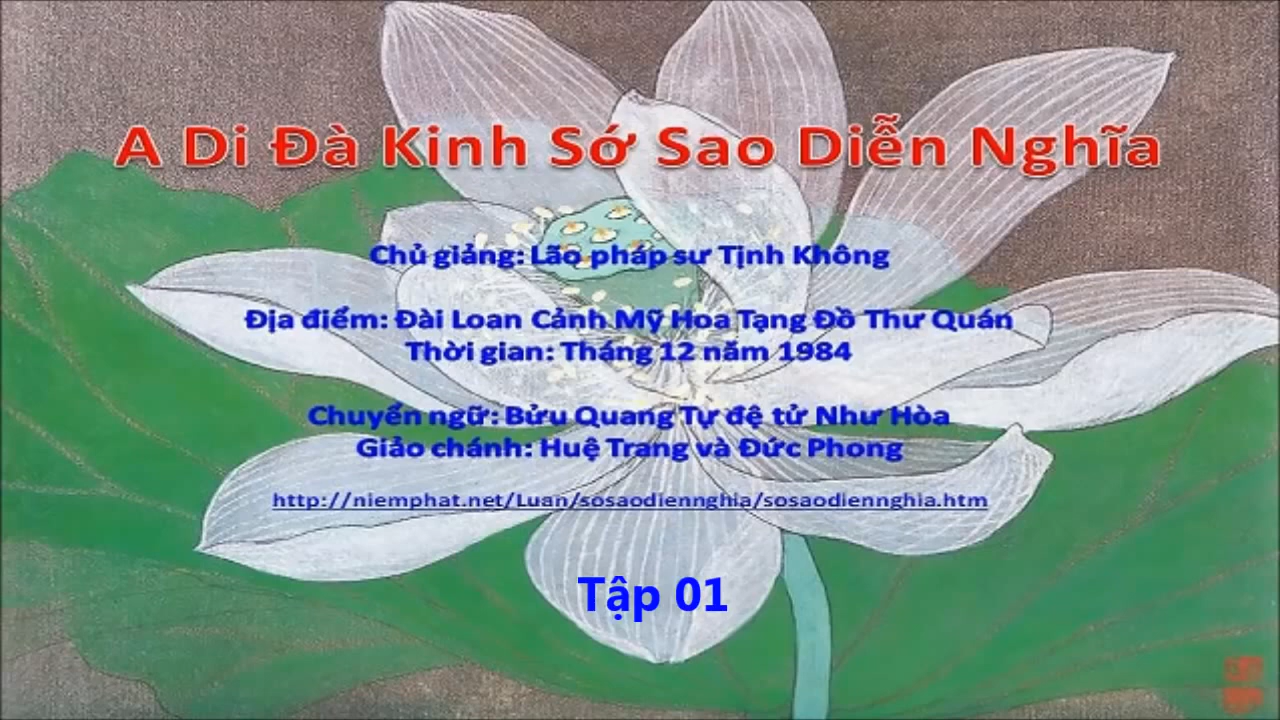 A Di Đà Kinh Sớ Sao Diễn Nghĩa
Chủ giảng: Lão pháp sư Tịnh Không
Địa điểm: Đài Loan Cảnh Mỹ Hoa Tạng Đồ Thư Quán
Thời gian: Tháng 12 năm 1984
Chuyển ngữ: Bửu Quang Tự đệ tử Như Hòa
Giảo chánh: Huệ Trang và Đức Phong
http://niemphat.net/Luan/sosaodiennghia/sosaodiennghia.htm
Tập 01